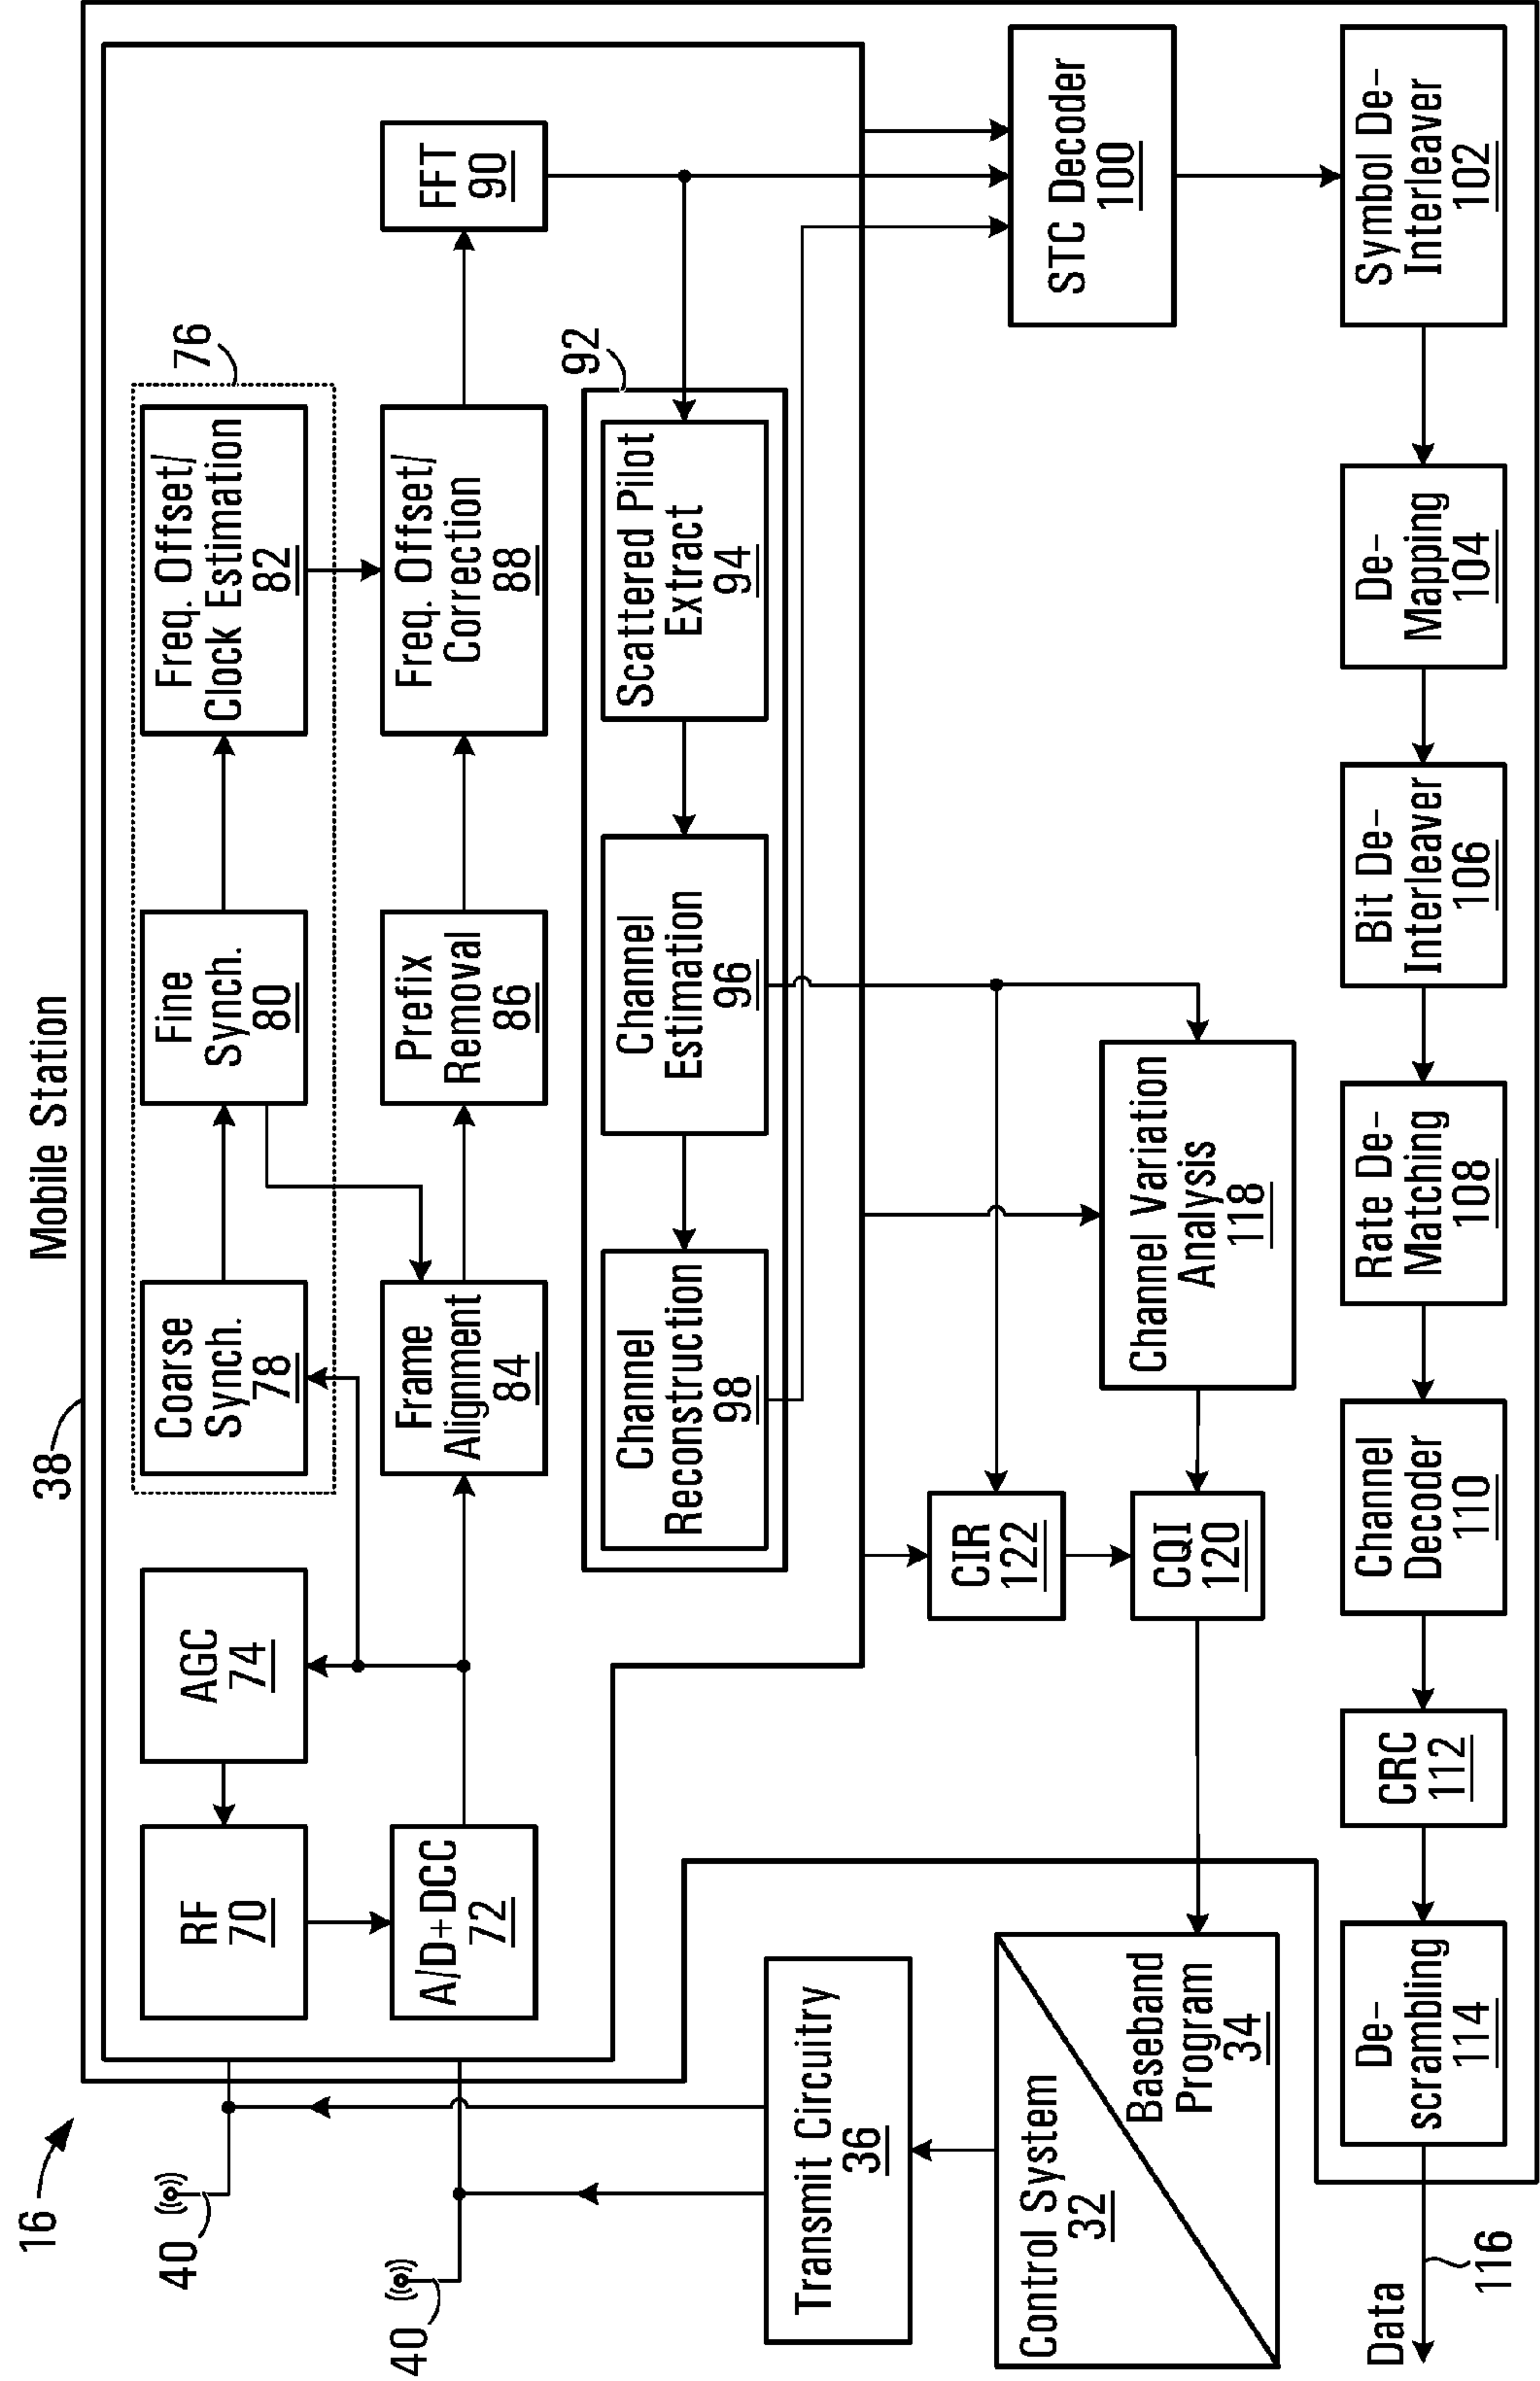 16
38
Mobile Station
40
40
RF
70
AGC
74
Coarse
Synch.
78
Fine
Synch.
80
Freq. Offset/
Clock Estimation
82
76
A/D+DCC
72
Frame
Alignment
84
Prefix
Removal
86
Freq. Offset/
Correction
88
FFT
90
92
Channel
Reconstruction
98
Channel
Estimation
96
Scattered Pilot
Extract
94
Transmit Circuitry
36
Control System
32
Baseband
Program
34
CIR
122
CQI
120
Channel Variation
Analysis
118
STC Decoder
100
Data
116
De-
scrambling
114
CRC
112
Channel
Decoder
110
Rate De-
Matching
108
Bit De-
Interleaver
106
De-
Mapping
104
Symbol De-
Interleaver
102